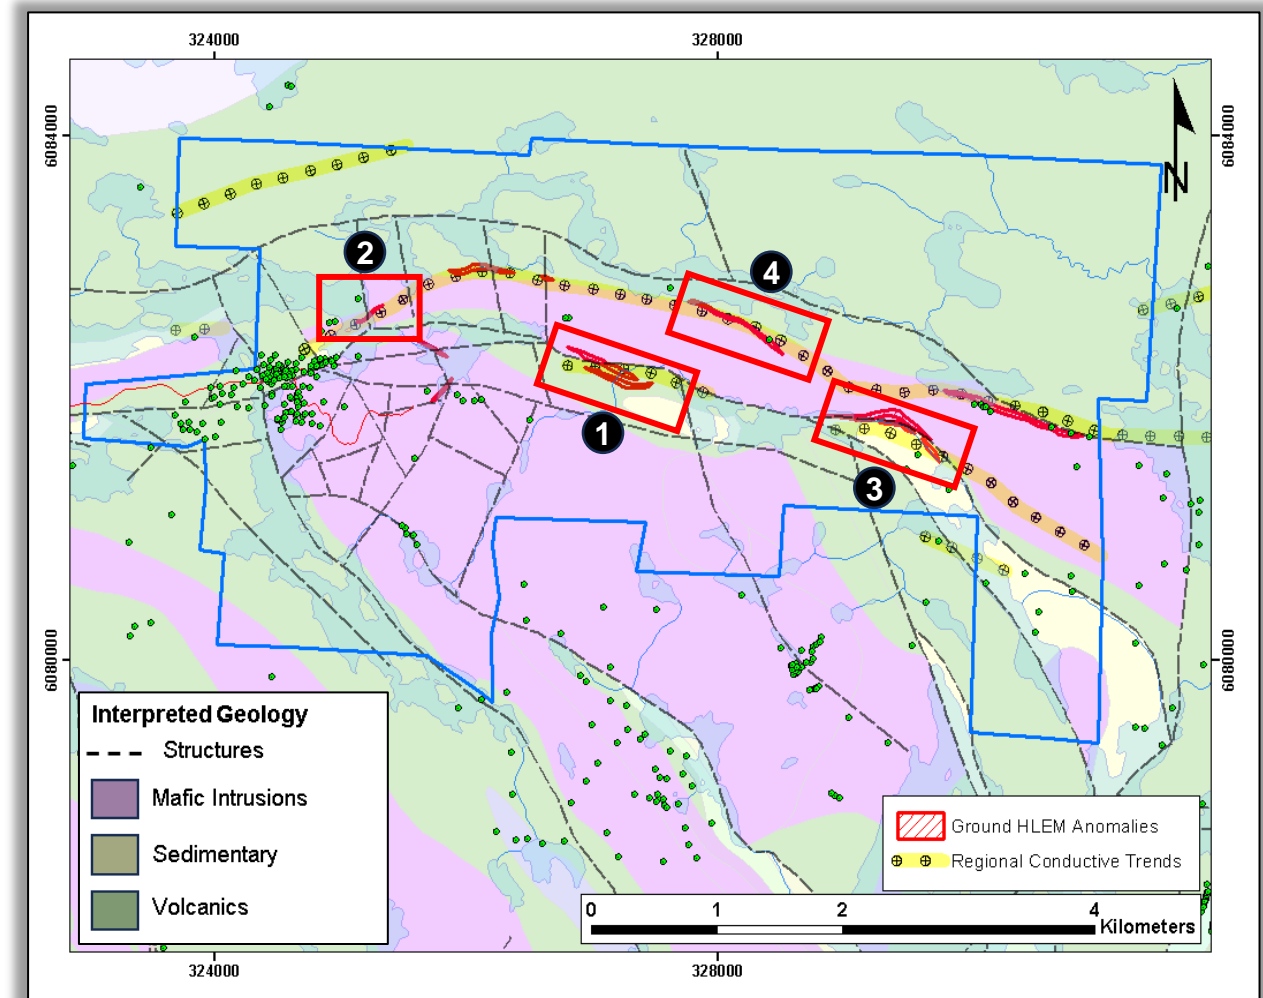 324000
328000
6084000
6084000
N
2
4
1
3
6080000
6080000
Interpreted Geology
Structures
Mafic Intrusions
Sedimentary
Volcanics
Ground HLEM Anomalies
Regional Conductive Trends
0 1 2 4
Kilometers
324000
328000